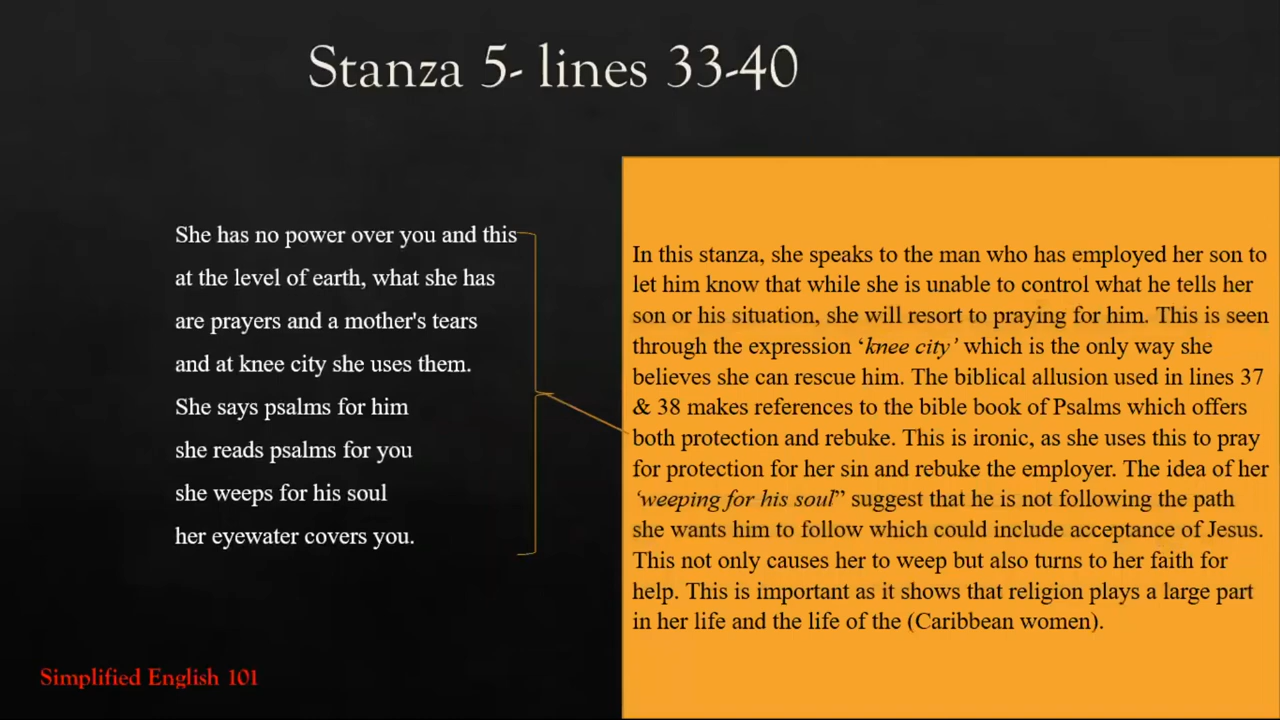 Stanza 5- lines 33-40
She has no power over you and this
at the level of earth, what she has
are prayers and a mother's tears
and at knee city she uses them.
She says psalms for him
she reads psalms for you
she weeps for his soul
her eyewater covers you.
In this stanza, she speaks to the man who has employed her son to
let him know that while she is unable to control what he tells her
son or his situation, she will resort to praying for him. This is seen
through the expression ‘knee city’ which is the only way she
believes she can rescue him. The biblical allusion used in lines 37
& 38 makes references to the bible book of Psalms which offers
both protection and rebuke. This is ironic, as she uses this to pray
for protection for her sin and rebuke the employer. The idea of her
‘weeping for his soul” suggest that he is not following the path
she wants him to follow which could include acceptance of Jesus.
This not only causes her to weep but also turns to her faith for
help. This is important as it shows that religion plays a large part
in her life and the life of the (Caribbean women).
Simplified English 101